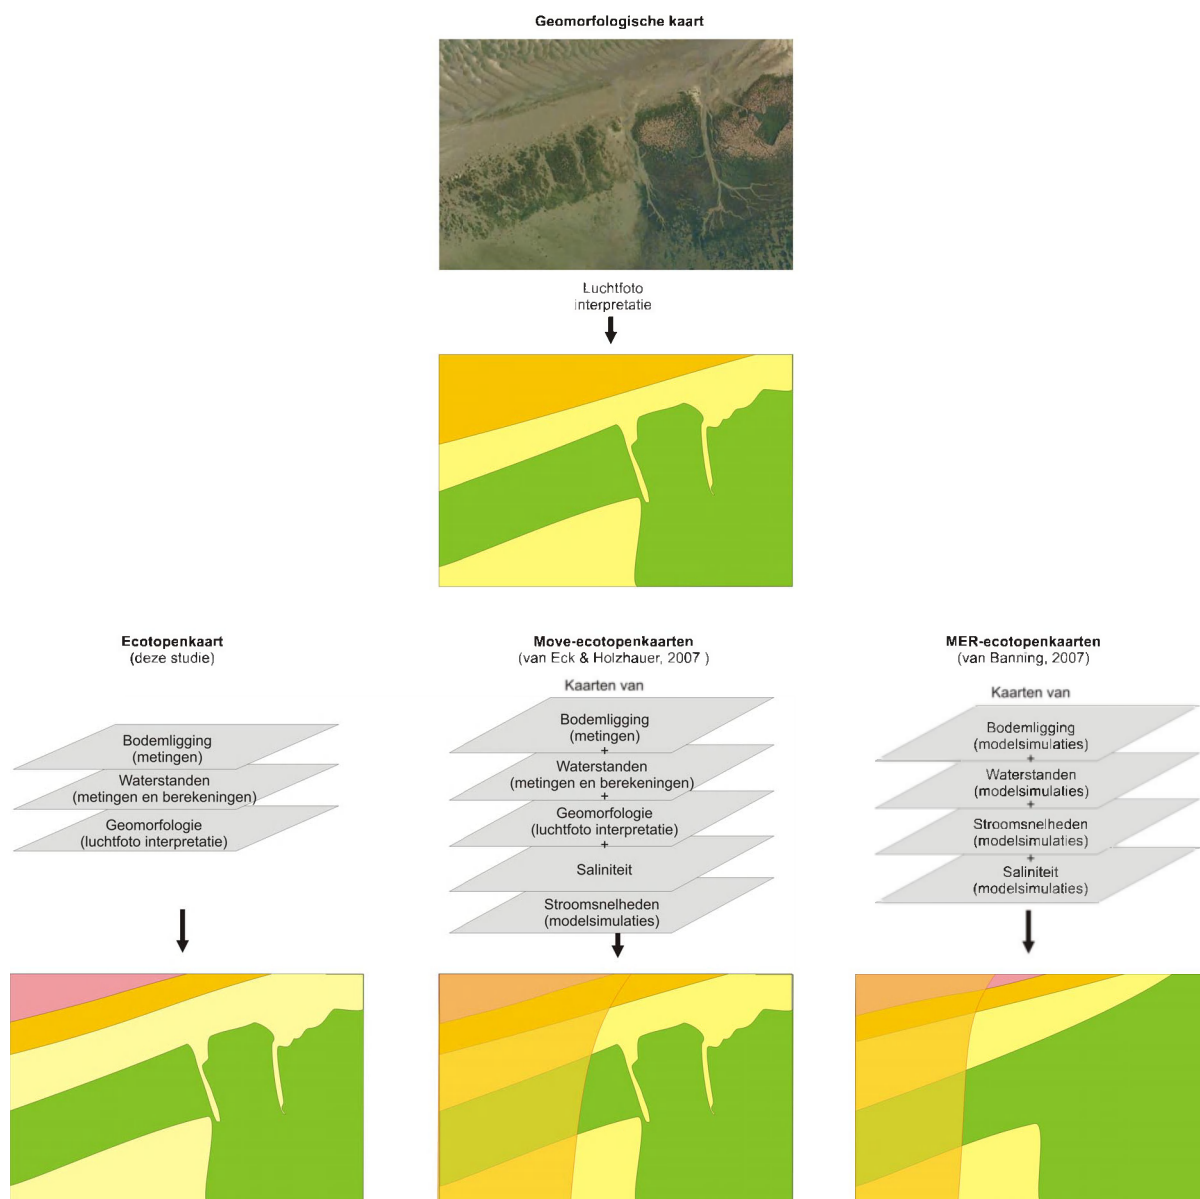 Geomorfologische kaart
Luchtfoto
interpretatie
Ecotopenkaart
(deze studie)
Bodemligging
(metingen)
Waterstanden
(metingen en berekeningen)
Geomorfologie
(luchtfoto interpretatie)
Move-ecotopenkaarten
(van Eck & Holzhauer, 2007 )
Kaarten van
Bodemligging
(metingen)
+
Waterstanden
(metingen en berekeningen)
+
Geomorfologie
(luchtfoto interpretatie)
+
Saliniteit
Stroomsnelheden
(modelsimulaties)
MER-ecotopenkaarten
(van Banning, 2007)
Kaarten van
Bodemligging
(modelsimulaties)
+
Waterstanden
(modelsimulaties)
+
Stroomsnelheden
(modelsimulaties)
+
Saliniteit
(modelsimulaties)